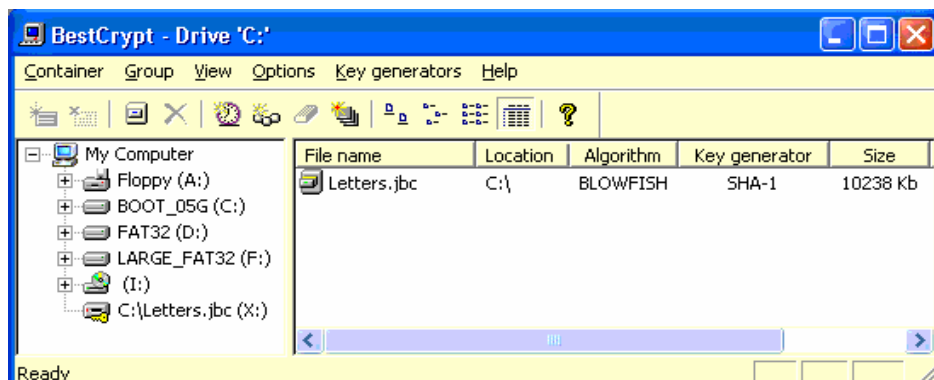 BestCrypt - Drive 'C:'
Container Group View Options Key generators Help
My Computer
Floppy (A:)
BOOT_05G (C:)
FAT32 (D:)
LARGE_FAT32 (F:)
(I:)
C:\Letters.jbc (X:)
File name Location Algorithm Key generator Size
Letters.jbc C:\ BLOWFISH SHA-1 10238 Kb
Ready